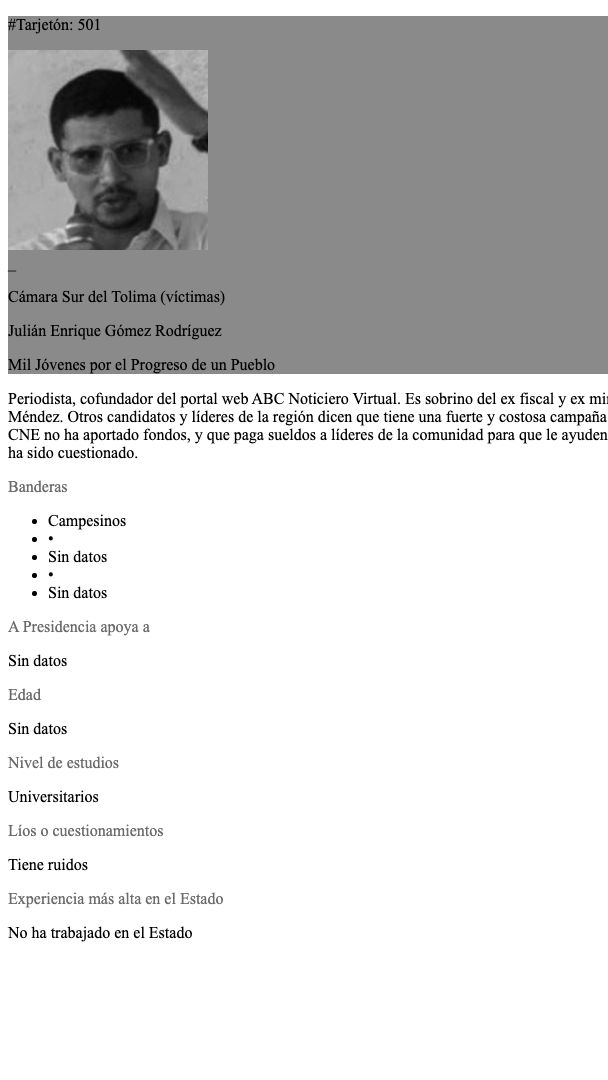 #Tarjetón: 501
_
Cámara Sur del Tolima (víctimas)
Julián Enrique Gómez Rodríguez
Mil Jóvenes por el Progreso de un Pueblo
Periodista, cofundador del portal web ABC Noticiero Virtual. Es sobrino del ex fiscal y ex
Méndez. Otros candidatos y líderes de la región dicen que tiene una fuerte y costosa campaña
CNE no ha aportado fondos, y que paga sueldos a líderes de la comunidad para que le ayuden
ha sido cuestionado.
Banderas
• Campesinos
• •
• Sin datos
• •
• Sin datos
A Presidencia apoya a
Sin datos
Edad
Sin datos
Nivel de estudios
Universitarios
Líos o cuestionamientos
Tiene ruidos
Experiencia más alta en el Estado
No ha trabajado en el Estado